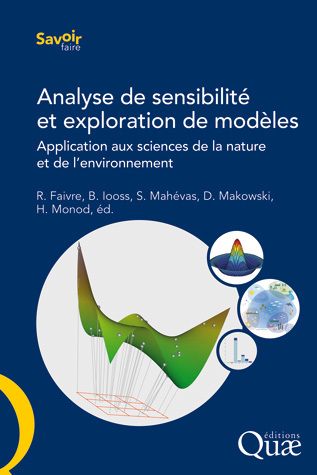 Savoir
faire
Analyse de sensibilité
et exploration de modèles
Application aux sciences de la nature
et de l'environnement
R. Faivre, B. Iooss, S. Mahévas, D. Makowski,
H. Monod, éd.
éditions
Quæ